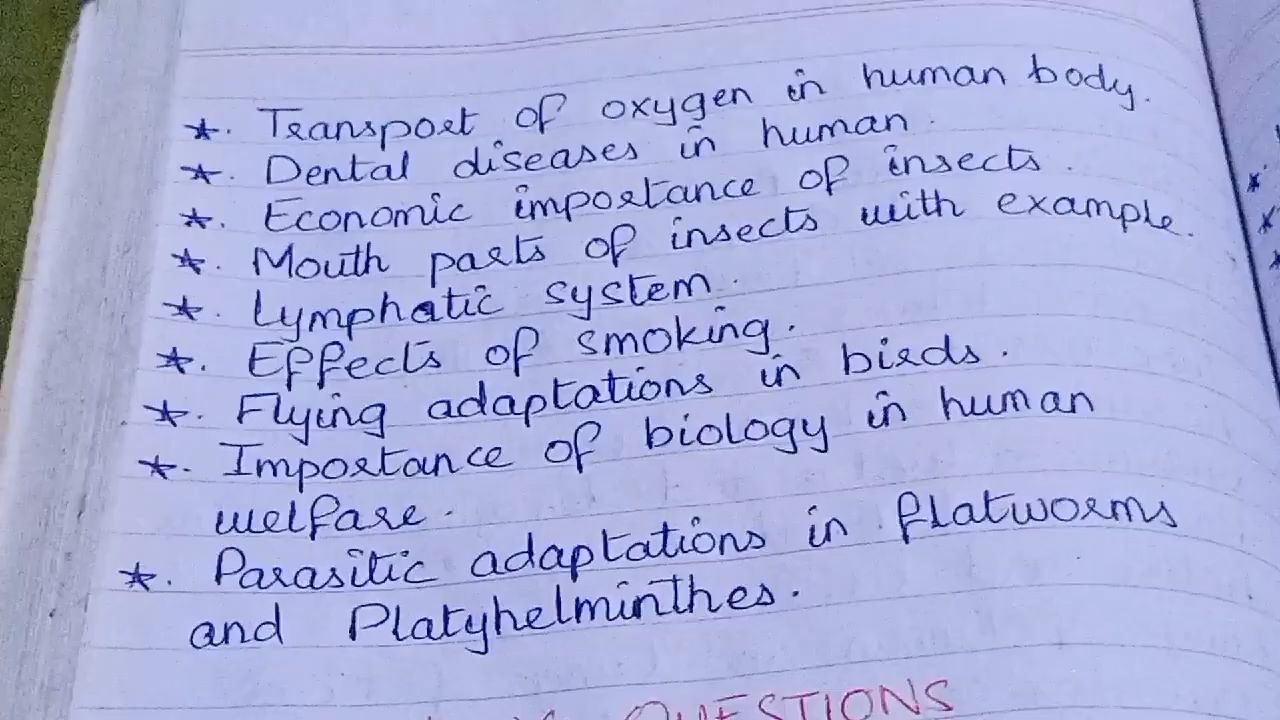 ★. Transport of oxygen in human body.
★. Dental diseases in human.
★. Economic importance of insects.
★. Mouth parts of insects with example.
★. Lymphatic system.
★. Effects of smoking.
★. Flying adaptations in birds.
★. Importance of biology in human
welfare.
★. Parasitic adaptations in flatworms
and Platyhelminthes.
QUESTIONS